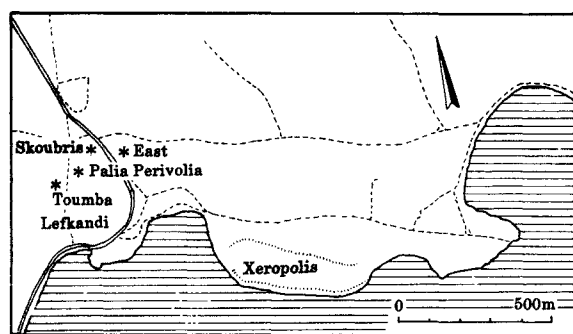 Skoubris * * East
* Palia Perivolia
*
Toumba
Lefkandi
Xeropolis
0 500m